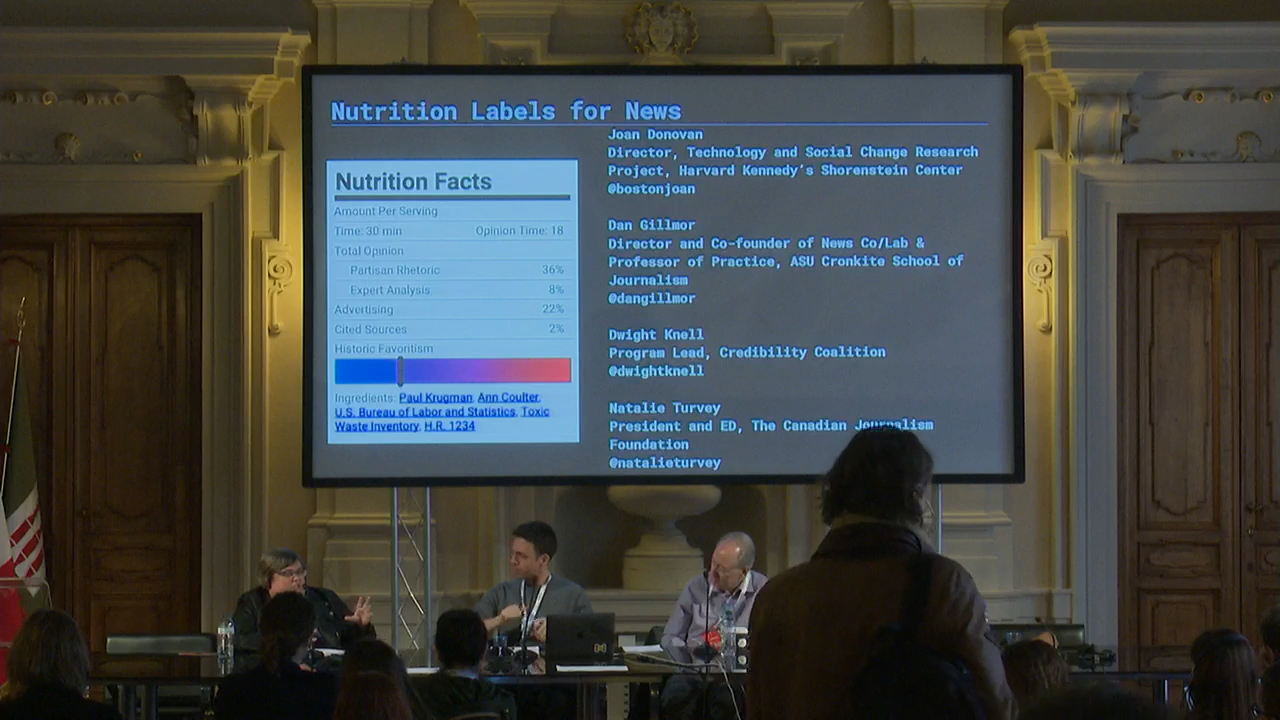 Nutrition Labels for News
Nutrition Facts
Amount Per Serving
Time: 30 min Opinion Time: 18
Total Opinion
Partisan Rhetoric 36%
Expert Analysis 8%
Advertising 22%
Cited Sources 2%
Historic Favoritism
Ingredients: Paul Krugman, Ann Coulter,
U.S. Bureau of Labor and Statistics, Toxic
Waste Inventory, H.R. 1234
Joan Donovan
Director, Technology and Social Change Research
Project, Harvard Kennedy's Shorenstein Center
@bostonjoan
Dan Gillmor
Director and Co-founder of News Co/Lab &
Professor of Practice, ASU Cronkite School of
Journalism
@dangillmor
Dwight Knell
Program Lead, Credibility Coalition
@dwightknell
Natalie Turvey
President and ED, The Canadian Journalism
Foundation
@natalieturvey